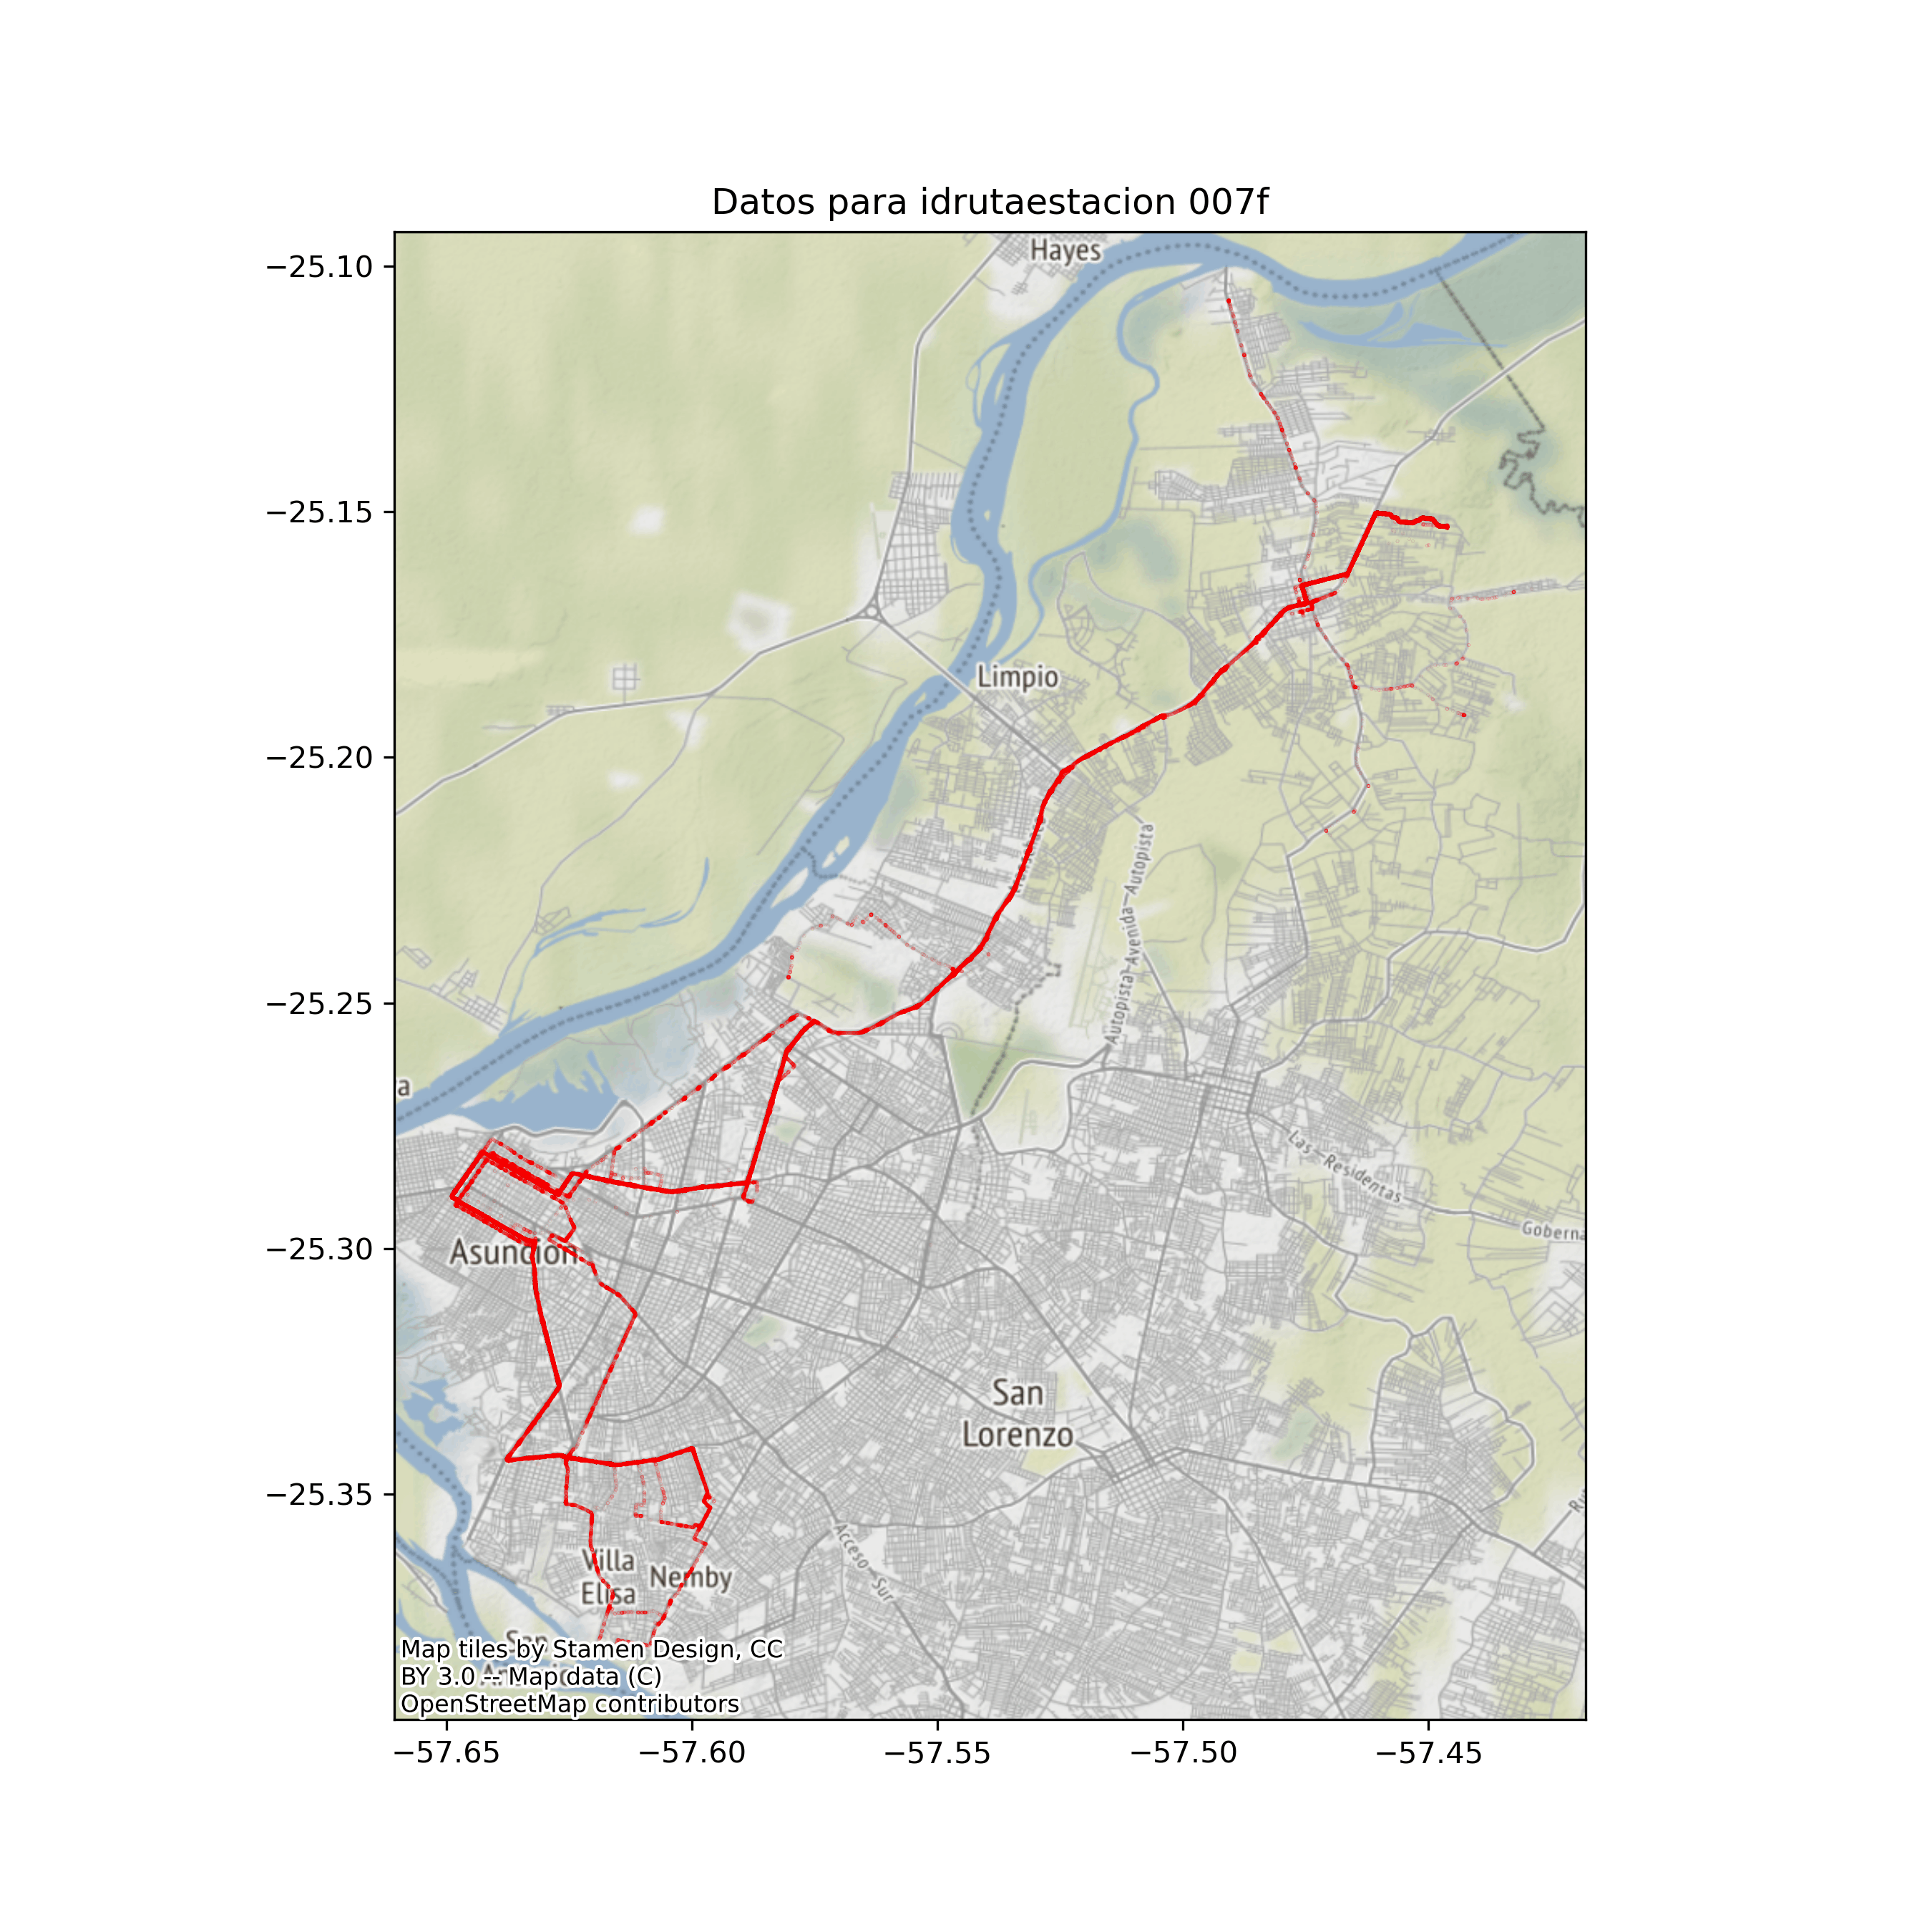 Datos para idrutaestacion 007f
−25.10
−25.15
−25.20
−25.25
−25.30
−25.35
Hayes
Limpio
Autopista-Avenida-Autopista
a
Las Residentas
Goberna
Asuncion
San
Lorenzo
Acceso Sur
Villa
Elisa
Nemby
San
Map tiles by Stamen Design, CC
BY 3.0 -- Map data (C)
OpenStreetMap contributors
−57.65
−57.60
−57.55
−57.50
−57.45